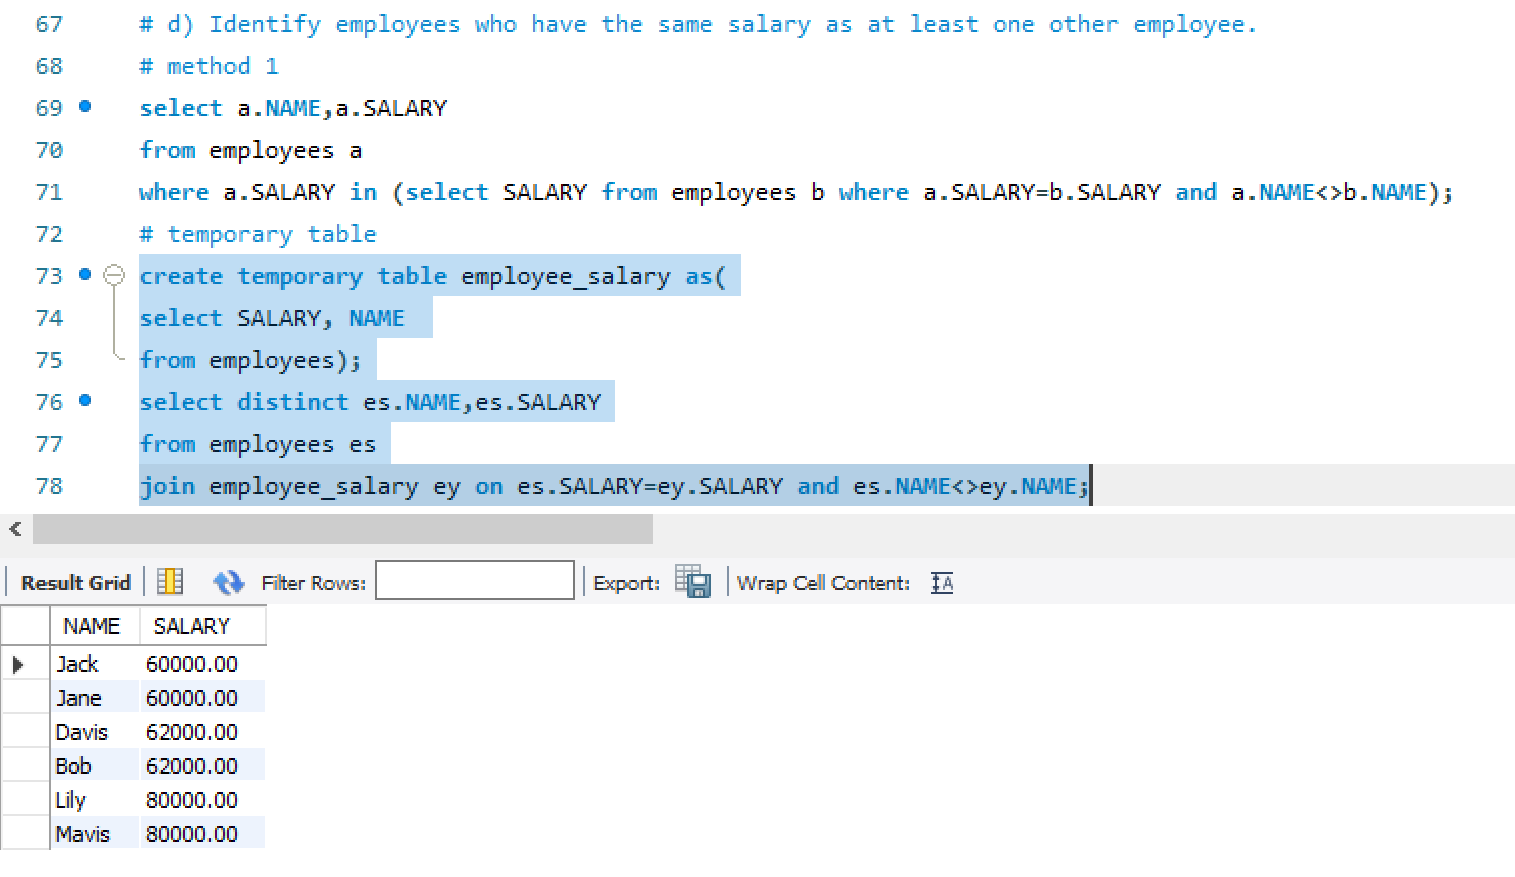 67 # d) Identify employees who have the same salary as at least one other employee.
68 # method 1
69 select a.NAME,a.SALARY
70 from employees a
71 where a.SALARY in (select SALARY from employees b where a.SALARY=b.SALARY and a.NAME<>b.NAME);
72 # temporary table
73 create temporary table employee_salary as(
74 select SALARY, NAME
75 from employees);
76 select distinct es.NAME,es.SALARY
77 from employees es
78 join employee_salary ey on es.SALARY=ey.SALARY and es.NAME<>ey.NAME;
Result Grid Filter Rows: Export: Wrap Cell Content: IA
NAME SALARY
Jack 60000.00
Jane 60000.00
Davis 62000.00
Bob 62000.00
Lily 80000.00
Mavis 80000.00